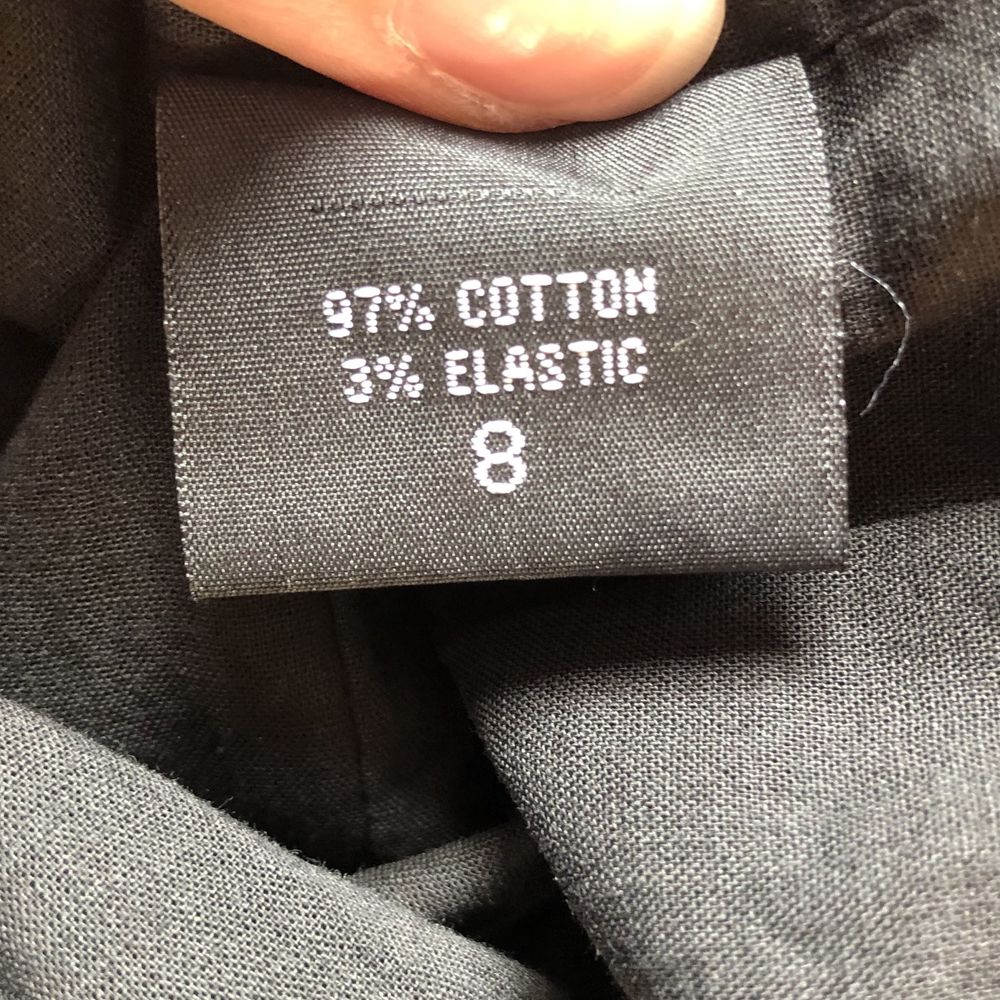 97% COTTON
3% ELASTIC
8